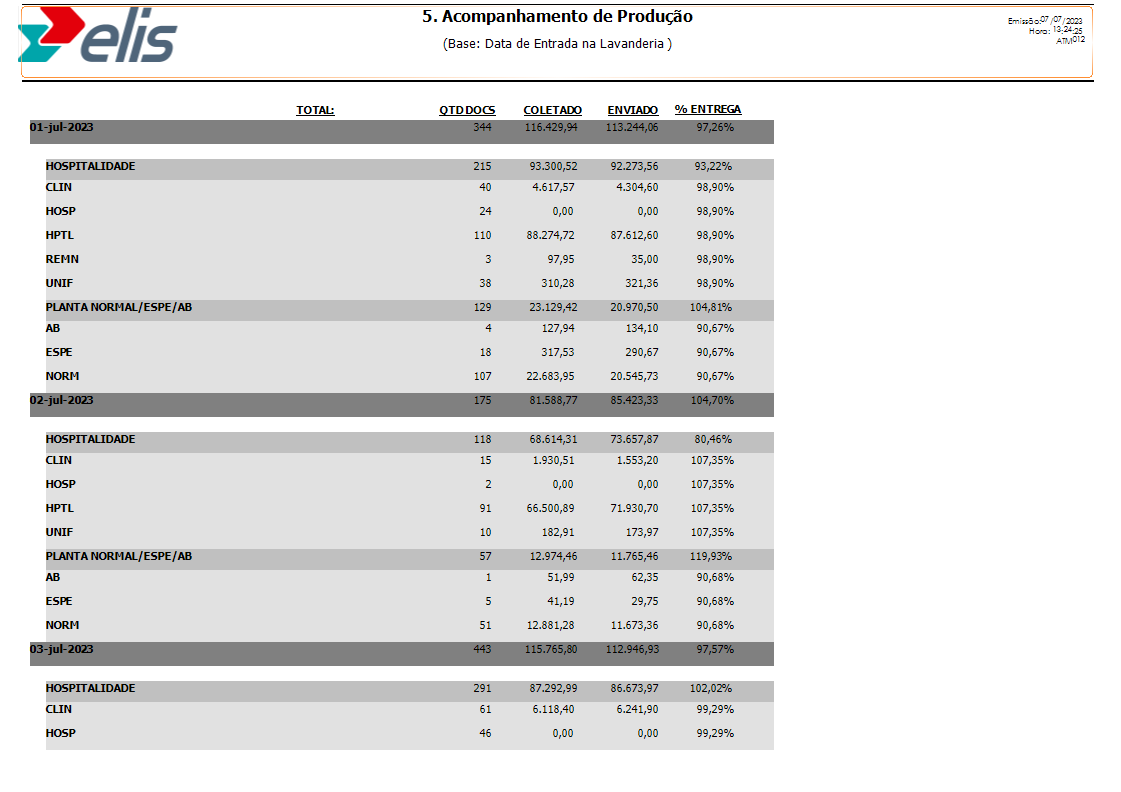 elis
5. Acompanhamento de Produção
(Base: Data de Entrada na Lavanderia )
Emissão:07/07/2023
Hora: 13:24:25
ATM012
TOTAL: QTD DOCS COLETADO ENVIADO % ENTREGA
01-jul-2023 344 116.429,94 113.244,06 97,26%
HOSPITALIDADE 215 93.300,52 92.273,56 93,22%
CLIN 40 4.617,57 4.304,60 98,90%
HOSP 24 0,00 0,00 98,90%
HPTL 110 88.274,72 87.612,60 98,90%
REMN 3 97,95 35,00 98,90%
UNIF 38 310,28 321,36 98,90%
PLANTA NORMAL/ESPE/AB 129 23.129,42 20.970,50 104,81%
AB 4 127,94 134,10 90,67%
ESPE 18 317,53 290,67 90,67%
NORM 107 22.683,95 20.545,73 90,67%
02-jul-2023 175 81.588,77 85.423,33 104,70%
HOSPITALIDADE 118 68.614,31 73.657,87 80,46%
CLIN 15 1.930,51 1.553,20 107,35%
HOSP 2 0,00 0,00 107,35%
HPTL 91 66.500,89 71.930,70 107,35%
UNIF 10 182,91 173,97 107,35%
PLANTA NORMAL/ESPE/AB 57 12.974,46 11.765,46 119,93%
AB 1 51,99 62,35 90,68%
ESPE 5 41,19 29,75 90,68%
NORM 51 12.881,28 11.673,36 90,68%
03-jul-2023 443 115.765,80 112.946,93 97,57%
HOSPITALIDADE 291 87.292,99 86.673,97 102,02%
CLIN 61 6.118,40 6.241,90 99,29%
HOSP 46 0,00 0,00 99,29%